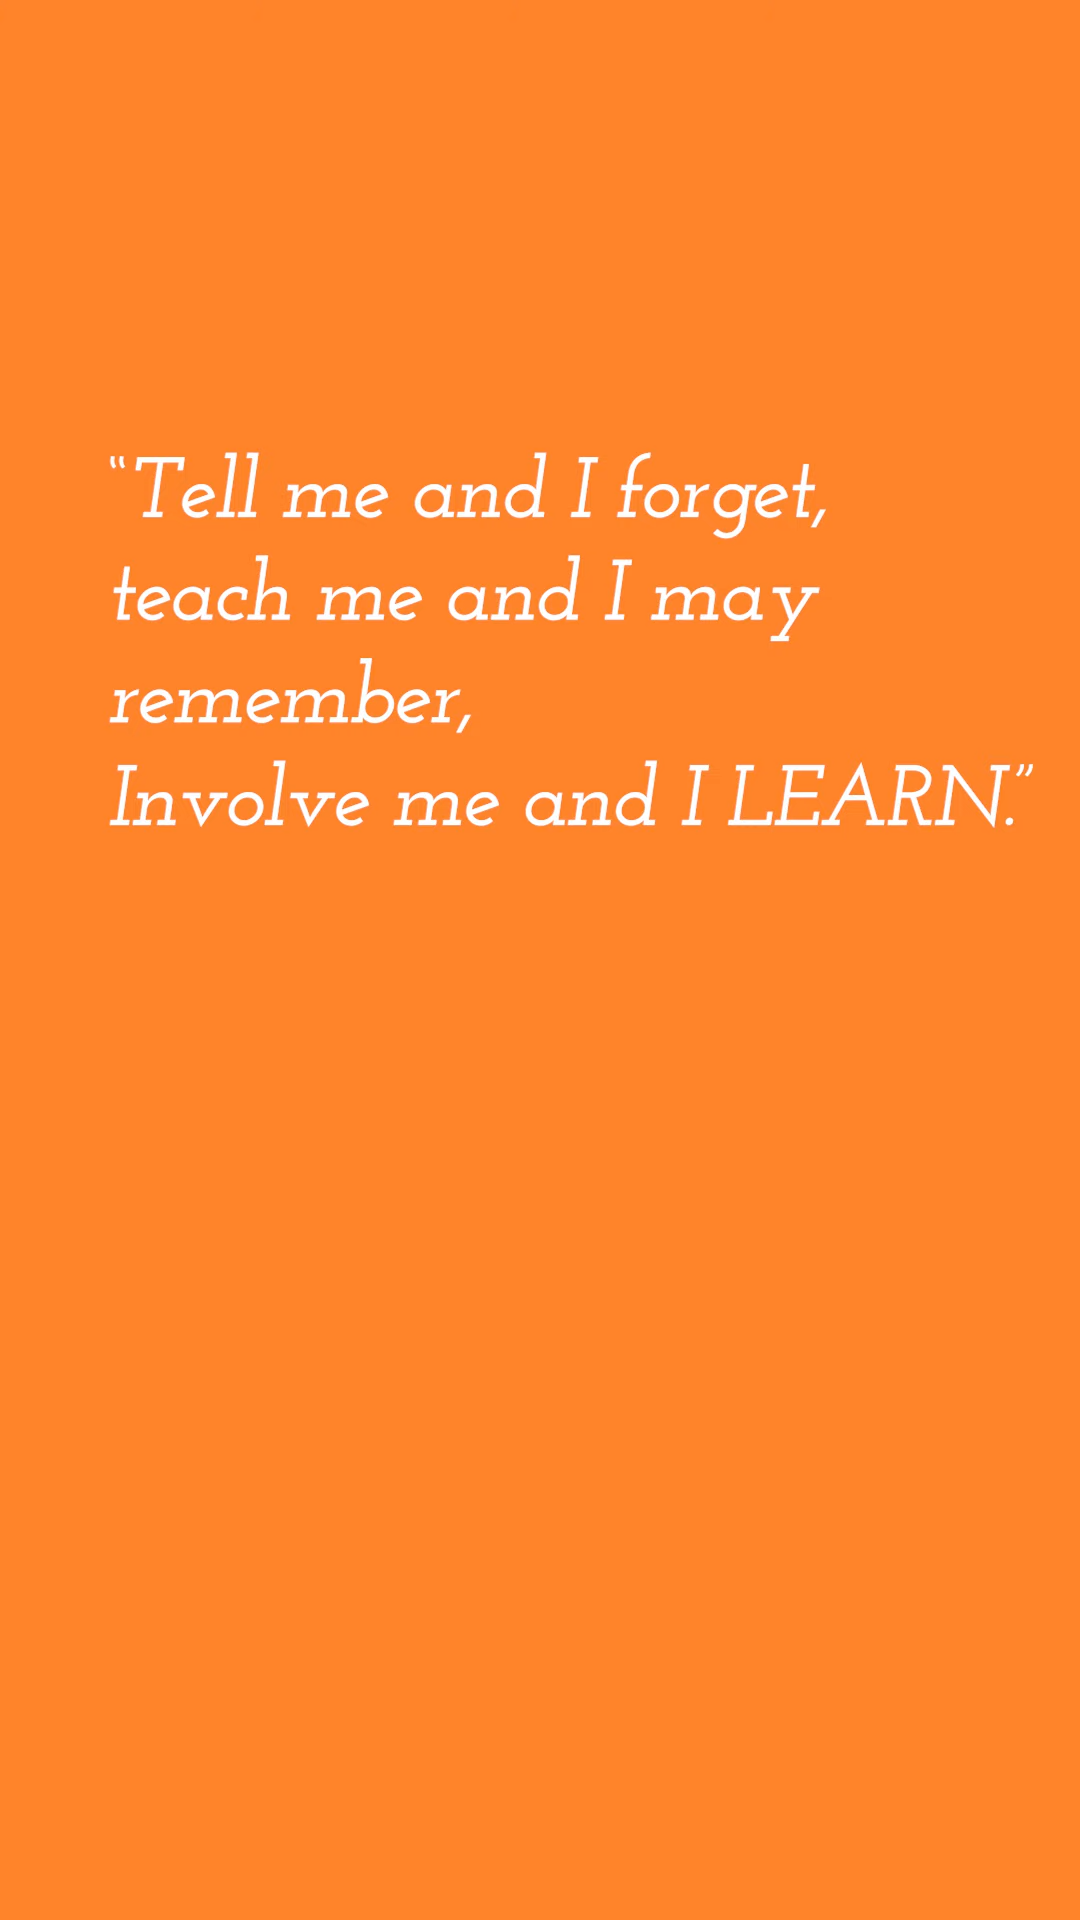 “Tell me and I forget,
teach me and I may
remember,
Involve me and I LEARN.”